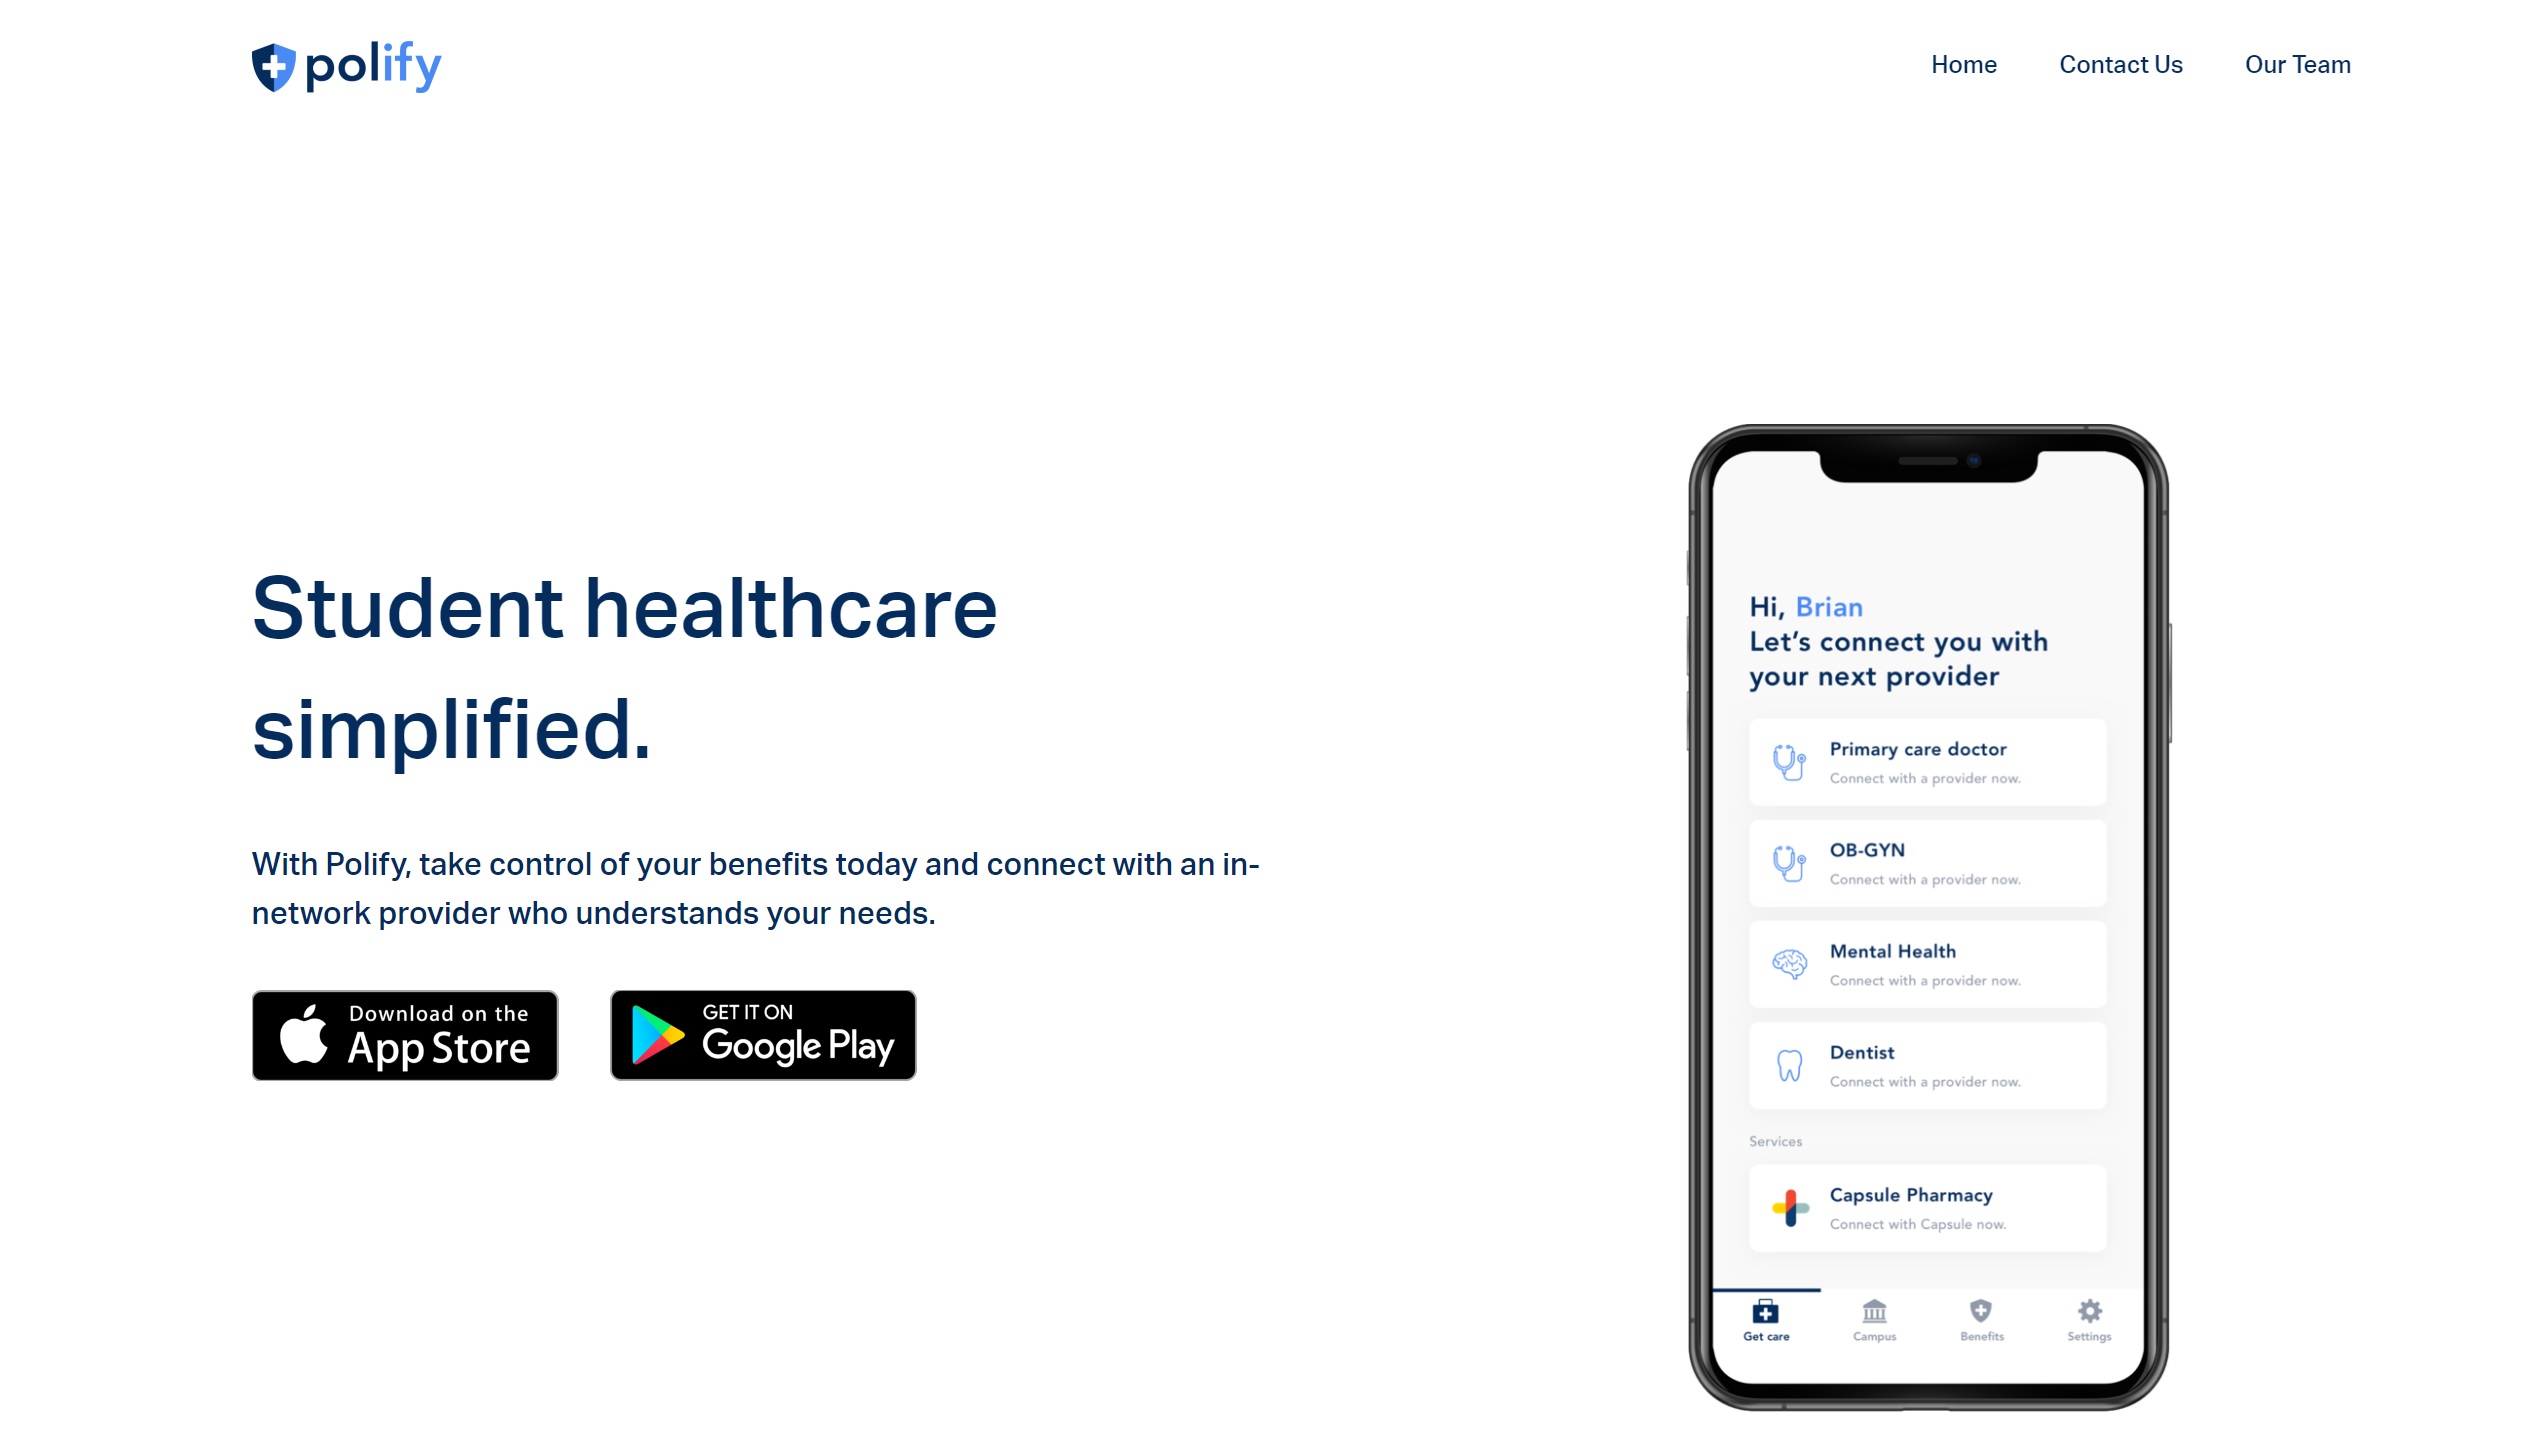 polify
Home
Contact Us
Our Team
Student healthcare
simplified.
With Polify, take control of your benefits today and connect with an in-
network provider who understands your needs.
Download on the
App Store
GET IT ON
Google Play
Hi, Brian
Let’s connect you with
your next provider
Primary care doctor
Connect with a provider now.
OB-GYN
Connect with a provider now.
Mental Health
Connect with a provider now.
Dentist
Connect with a provider now.
Services
Capsule Pharmacy
Connect with Capsule now.
Get care
Campus
Benefits
Settings